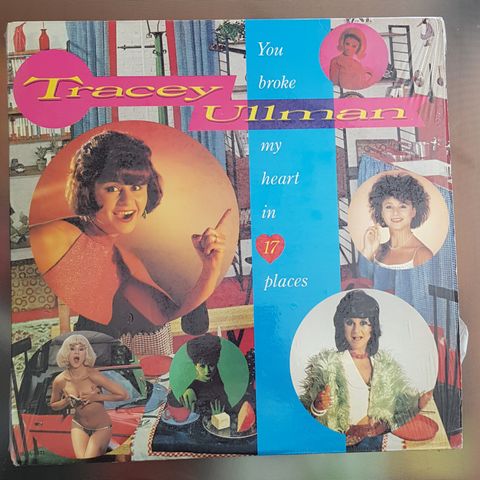 Tracey
Ullman
You
broke
my
heart
in
17
places